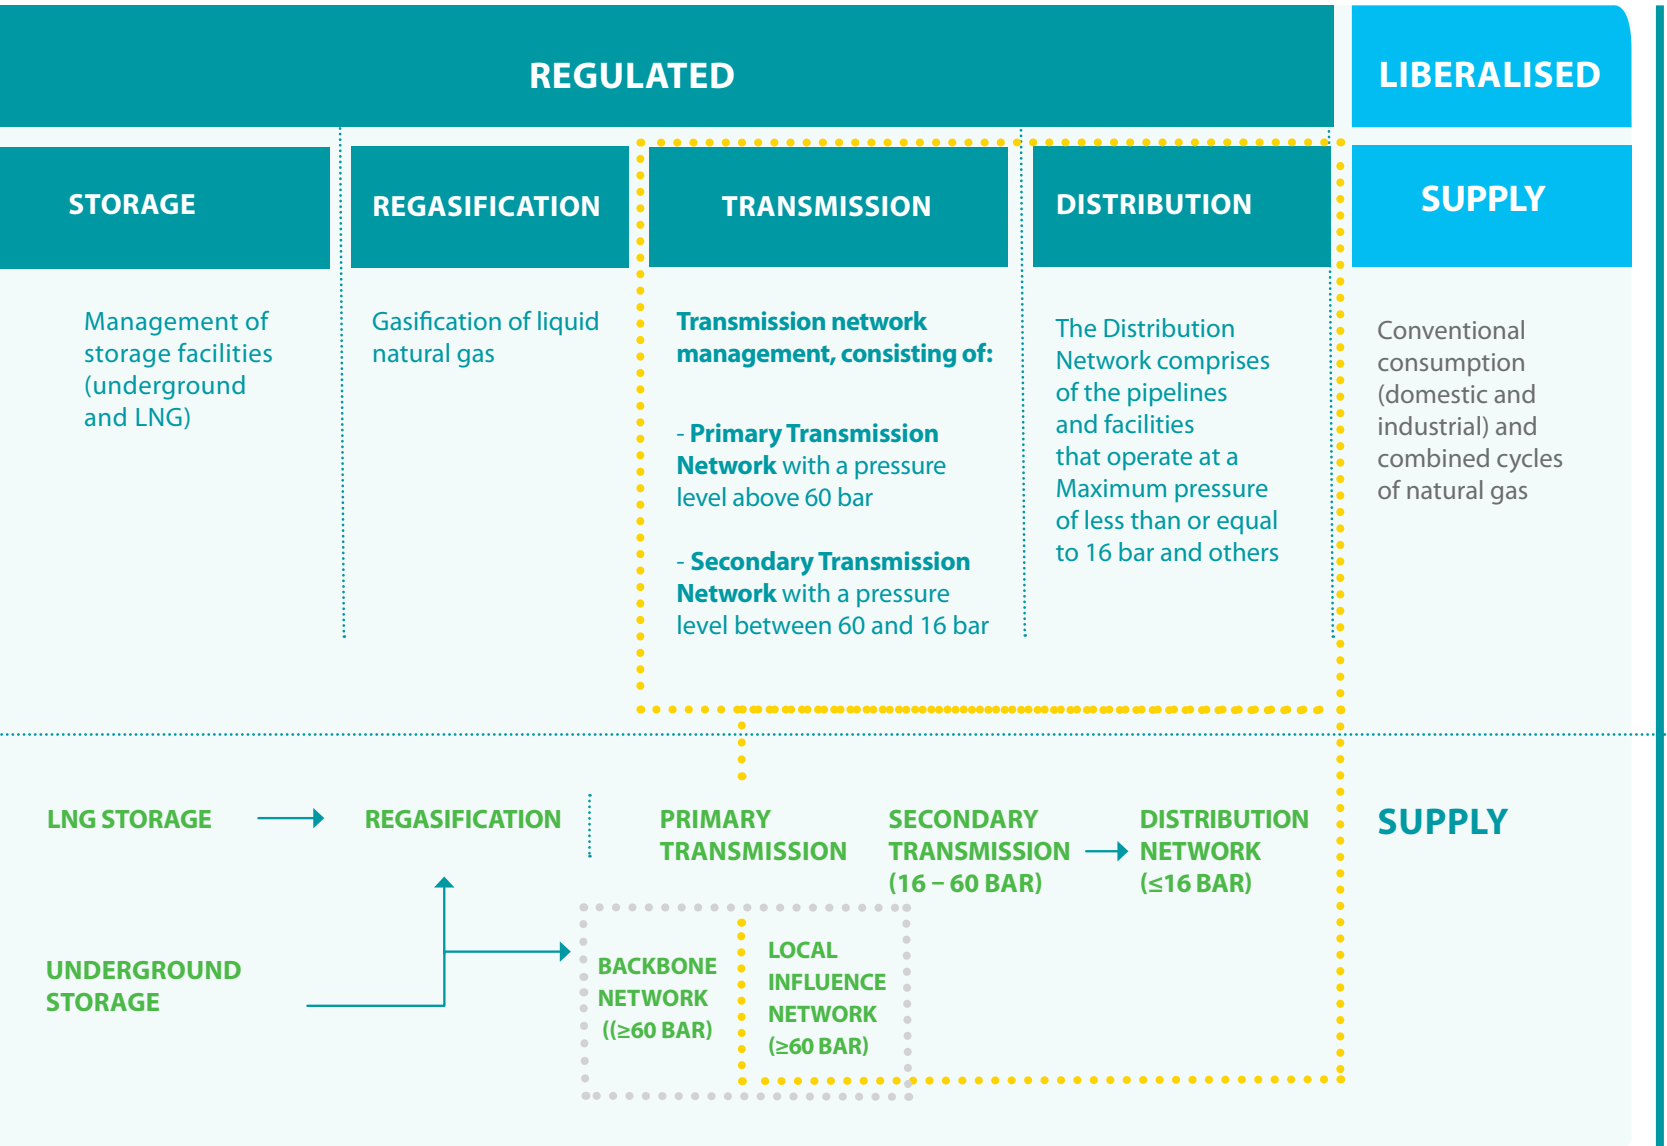 REGULATED
LIBERALISED
STORAGE
REGASIFICATION
TRANSMISSION
DISTRIBUTION
SUPPLY
Management of
storage facilities
(underground
and LNG)
Gasification of liquid
natural gas
Transmission network
management, consisting of:
- Primary Transmission
Network with a pressure
level above 60 bar
- Secondary Transmission
Network with a pressure
level between 60 and 16 bar
The Distribution
Network comprises
of the pipelines
and facilities
that operate at a
Maximum pressure
of less than or equal
to 16 bar and others
Conventional
consumption
(domestic and
industrial) and
combined cycles
of natural gas
LNG STORAGE
REGASIFICATION
PRIMARY
TRANSMISSION
SECONDARY
TRANSMISSION
(16 – 60 BAR)
DISTRIBUTION
NETWORK
(≤16 BAR)
SUPPLY
UNDERGROUND
STORAGE
BACKBONE
NETWORK
((≥60 BAR)
LOCAL
INFLUENCE
NETWORK
(≥60 BAR)